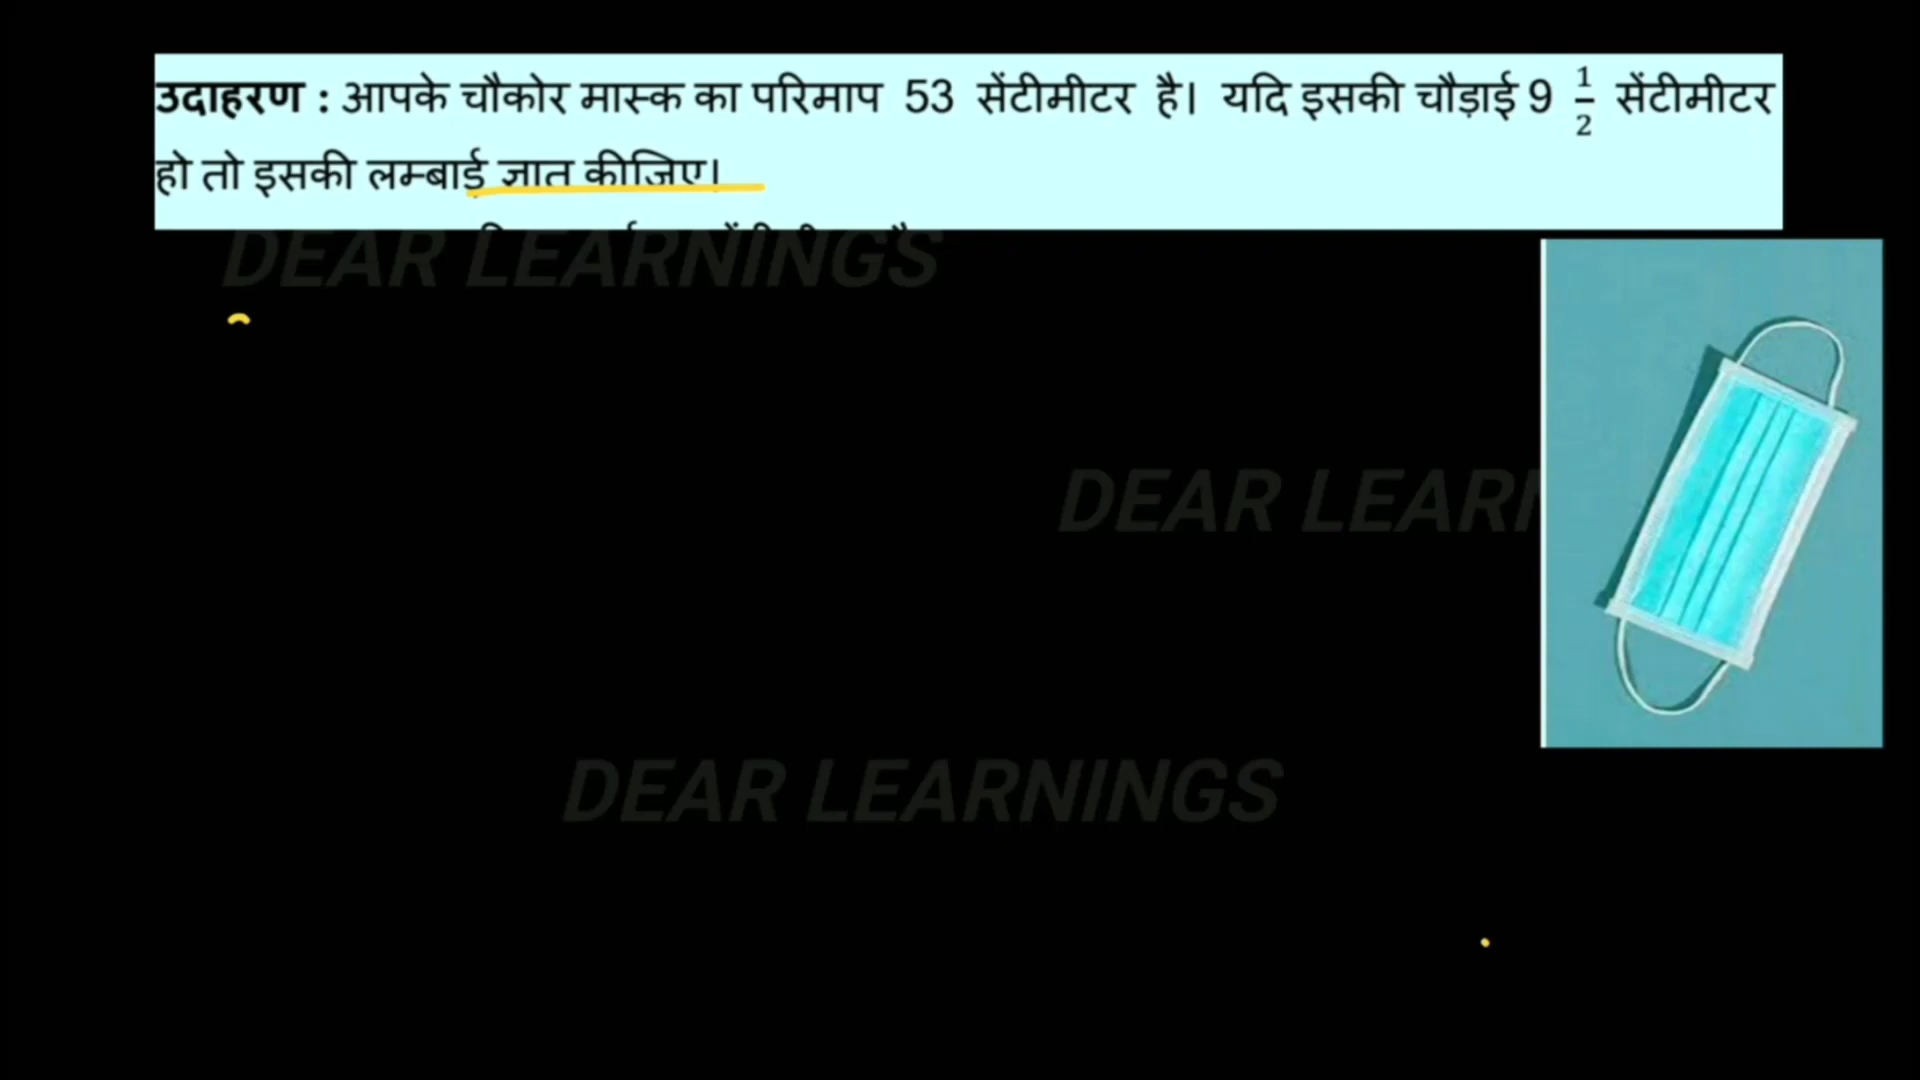 उदाहरण : आपके चौकोर मास्क का परिमाप 53 सेंटीमीटर है। यदि इसकी चौड़ाई 9 1/2 सेंटीमीटर
हो तो इसकी लम्बाई ज्ञात कीजिए।
DEAR LEARNINGS
DEAR LEARN
DEAR LEARNINGS